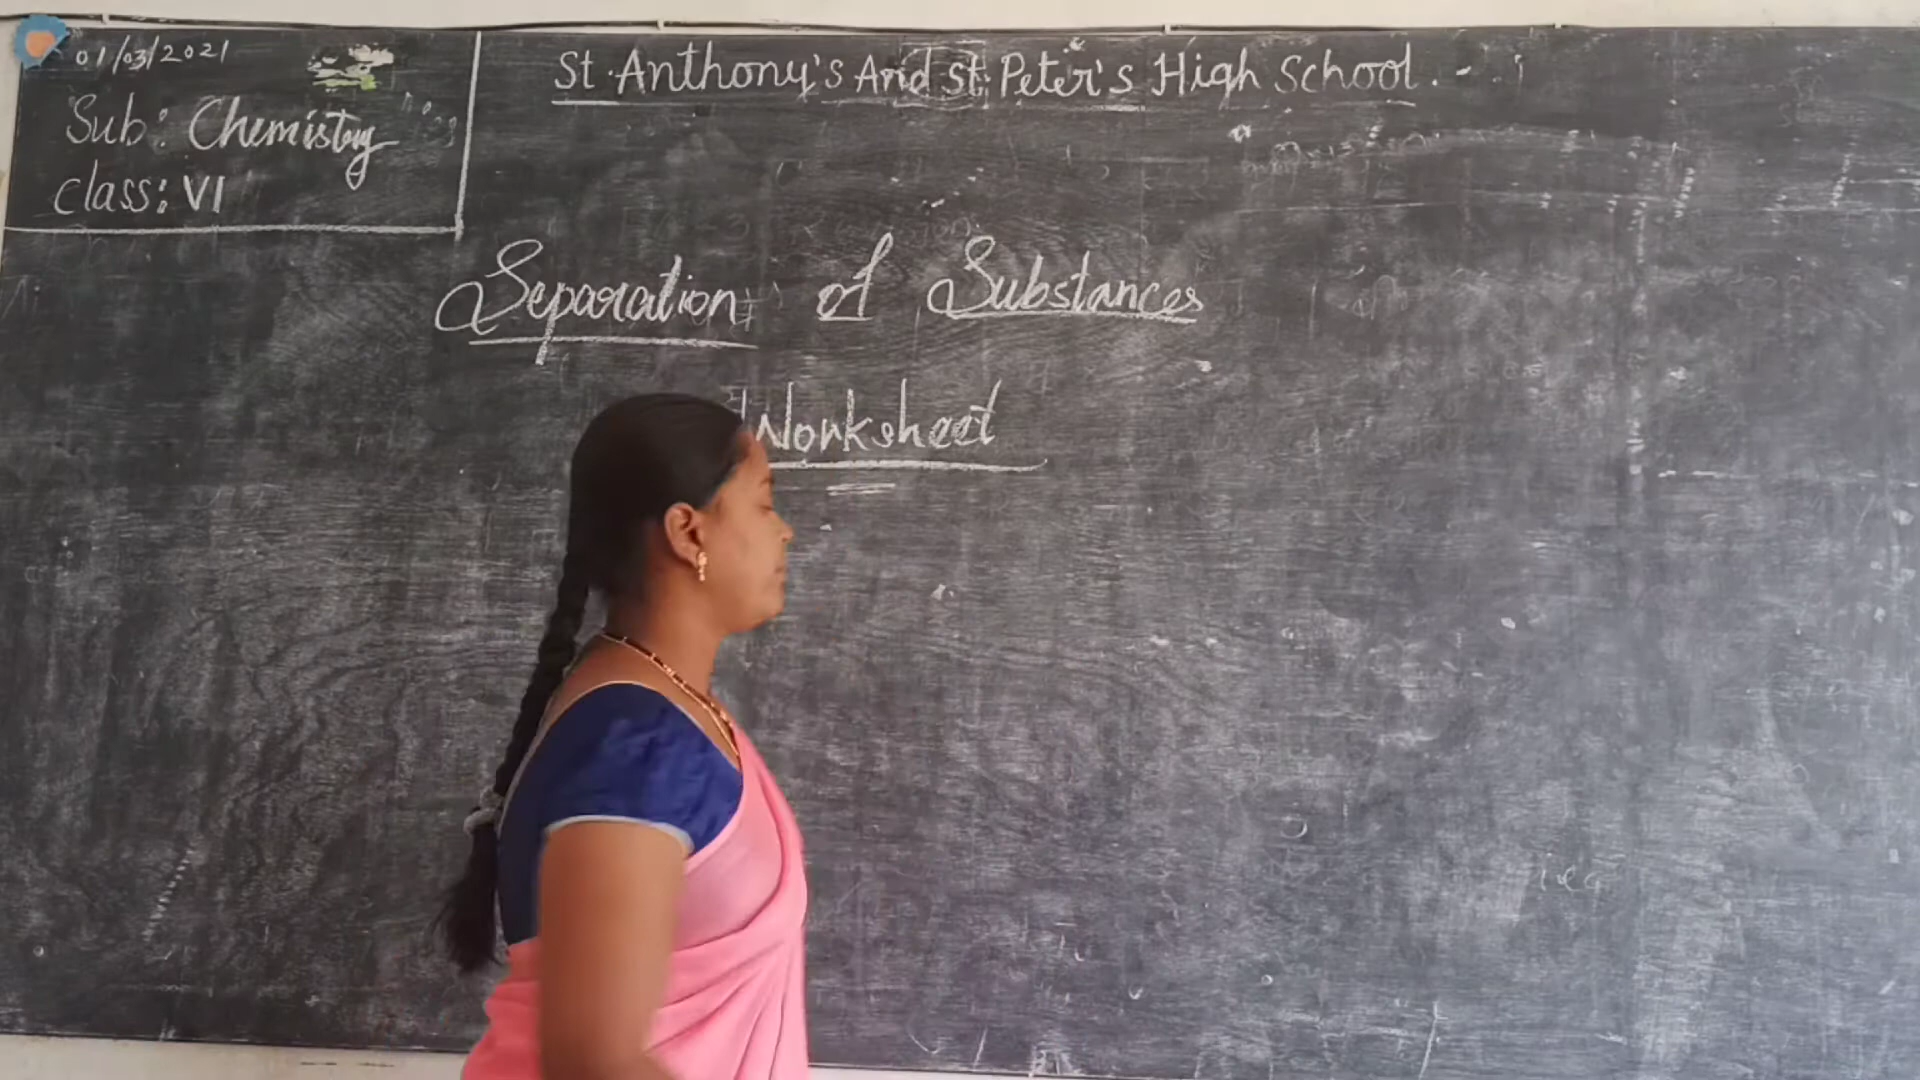 01/03/2021
Sub: Chemistry
Class: VI
St. Anthony's And St. Peter's High School.
Separation of Substances
Worksheet